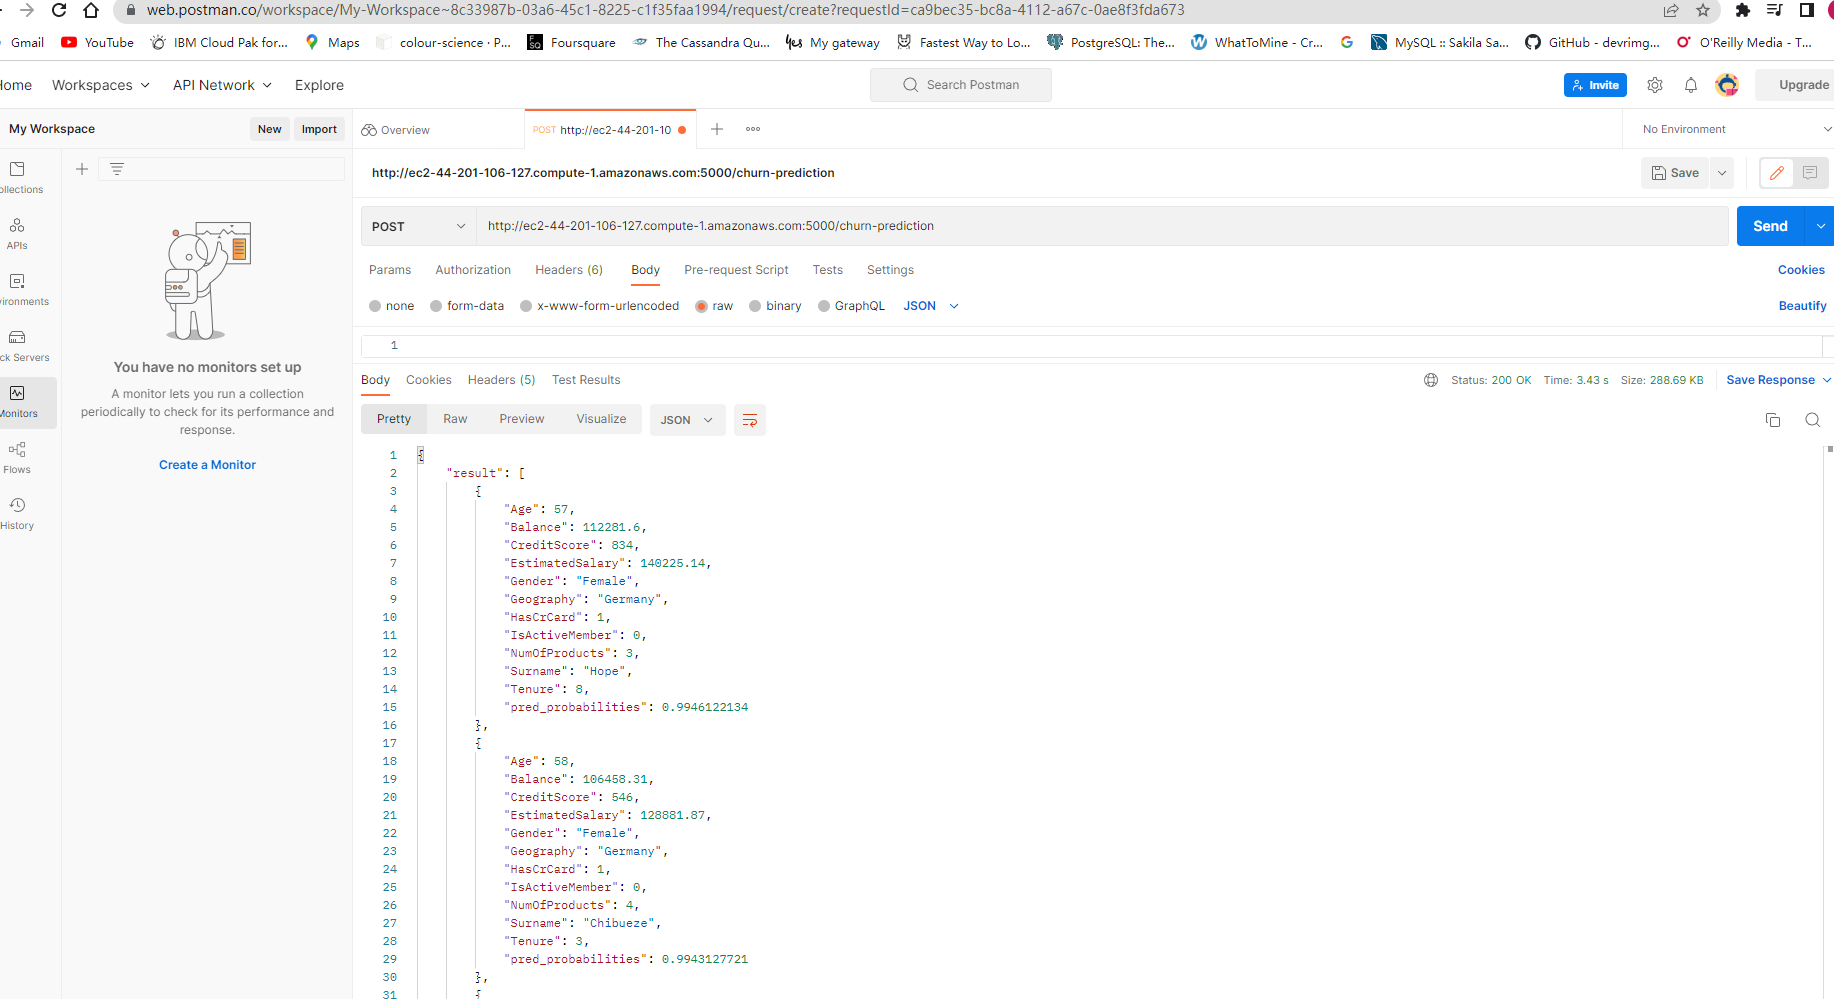 web.postman.co/workspace/My-Workspace~8c33987b-03a6-45c1-8225-c1f35faa1994/request/create?requestId=ca9bec35-bc8a-4112-a67c-0ae8f3fda673
Gmail YouTube IBM Cloud Pak for... Maps colour-science · P... Foursquare The Cassandra Qu... yes My gateway Fastest Way to Lo... PostgreSQL: The... WhatToMine - Cr... MySQL :: Sakila Sa... GitHub - devrimg... O'Reilly Media - T...
Home Workspaces API Network Explore Search Postman Invite Upgrade
My Workspace New Import Overview POST http://ec2-44-201-10 No Environment
http://ec2-44-201-106-127.compute-1.amazonaws.com:5000/churn-prediction Save
POST http://ec2-44-201-106-127.compute-1.amazonaws.com:5000/churn-prediction Send
Params Authorization Headers (6) Body Pre-request Script Tests Settings Cookies
none form-data x-www-form-urlencoded raw binary GraphQL JSON Beautify
1
Body Cookies Headers (5) Test Results Status: 200 OK Time: 3.43 s Size: 288.69 KB Save Response
Pretty Raw Preview Visualize JSON
ollections
APIs
vironments
ck Servers
Monitors
Flows
History
You have no monitors set up
A monitor lets you run a collection
periodically to check for its performance and
response.
Create a Monitor
1 {
2 "result": [
3 {
4 "Age": 57,
5 "Balance": 112281.6,
6 "CreditScore": 834,
7 "EstimatedSalary": 140225.14,
8 "Gender": "Female",
9 "Geography": "Germany",
10 "HasCrCard": 1,
11 "IsActiveMember": 0,
12 "NumOfProducts": 3,
13 "Surname": "Hope",
14 "Tenure": 8,
15 "pred_probabilities": 0.9946122134
16 },
17 {
18 "Age": 58,
19 "Balance": 106458.31,
20 "CreditScore": 546,
21 "EstimatedSalary": 128881.87,
22 "Gender": "Female",
23 "Geography": "Germany",
24 "HasCrCard": 1,
25 "IsActiveMember": 0,
26 "NumOfProducts": 4,
27 "Surname": "Chibueze",
28 "Tenure": 3,
29 "pred_probabilities": 0.9943127721
30 },
31 {